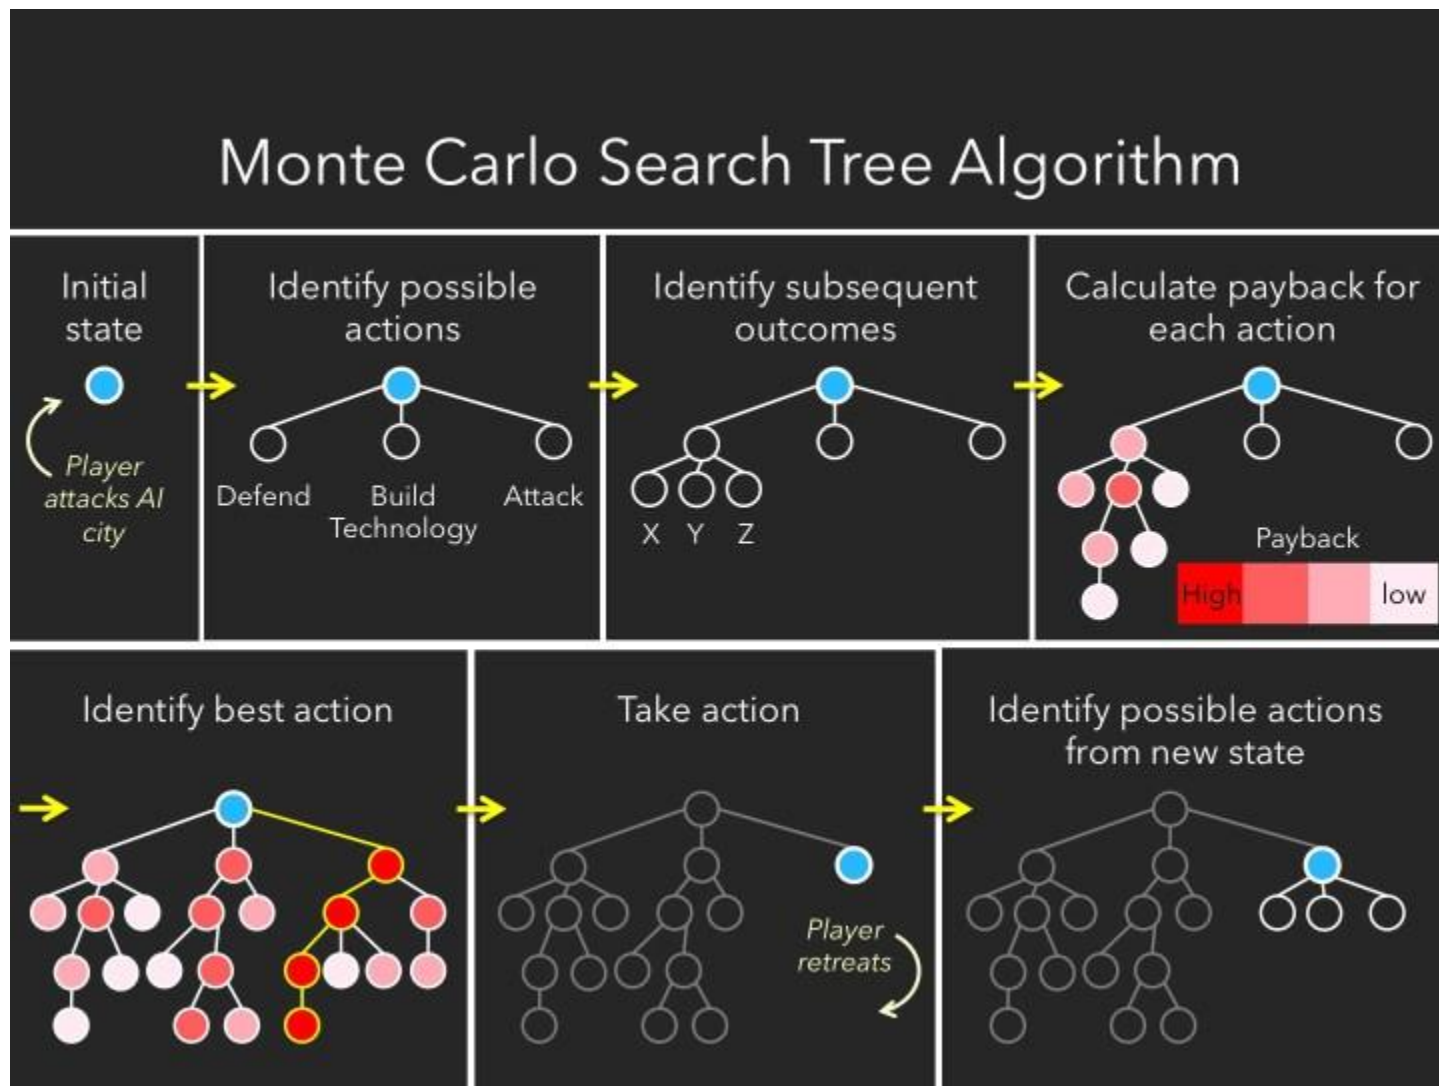 Monte Carlo Search Tree Algorithm
Initial
state
Player
attacks AI
city
Identify possible
actions
Defend
Build
Technology
Attack
Identify subsequent
outcomes
X
Y
Z
Calculate payback for
each action
Payback
High
low
Identify best action
Take action
Player
retreats
Identify possible actions
from new state